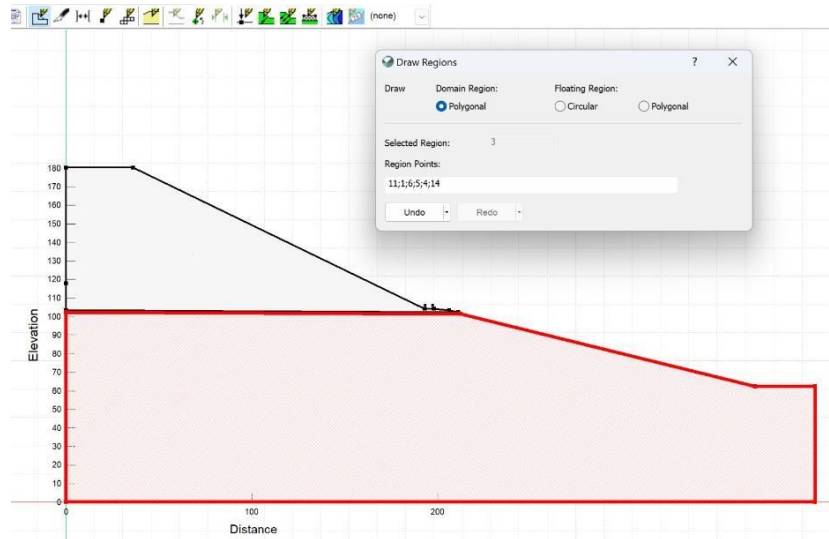 (none)
Draw Regions ? X
Draw Domain Region: Floating Region:
Polygonal Circular Polygonal
Selected Region: 3
Region Points:
11;1;6;5;4;14
Undo Redo
180
170
160
150
140
130
120
110
100
90
80
70
60
50
40
30
20
10
0
Elevation
0 100 200
Distance